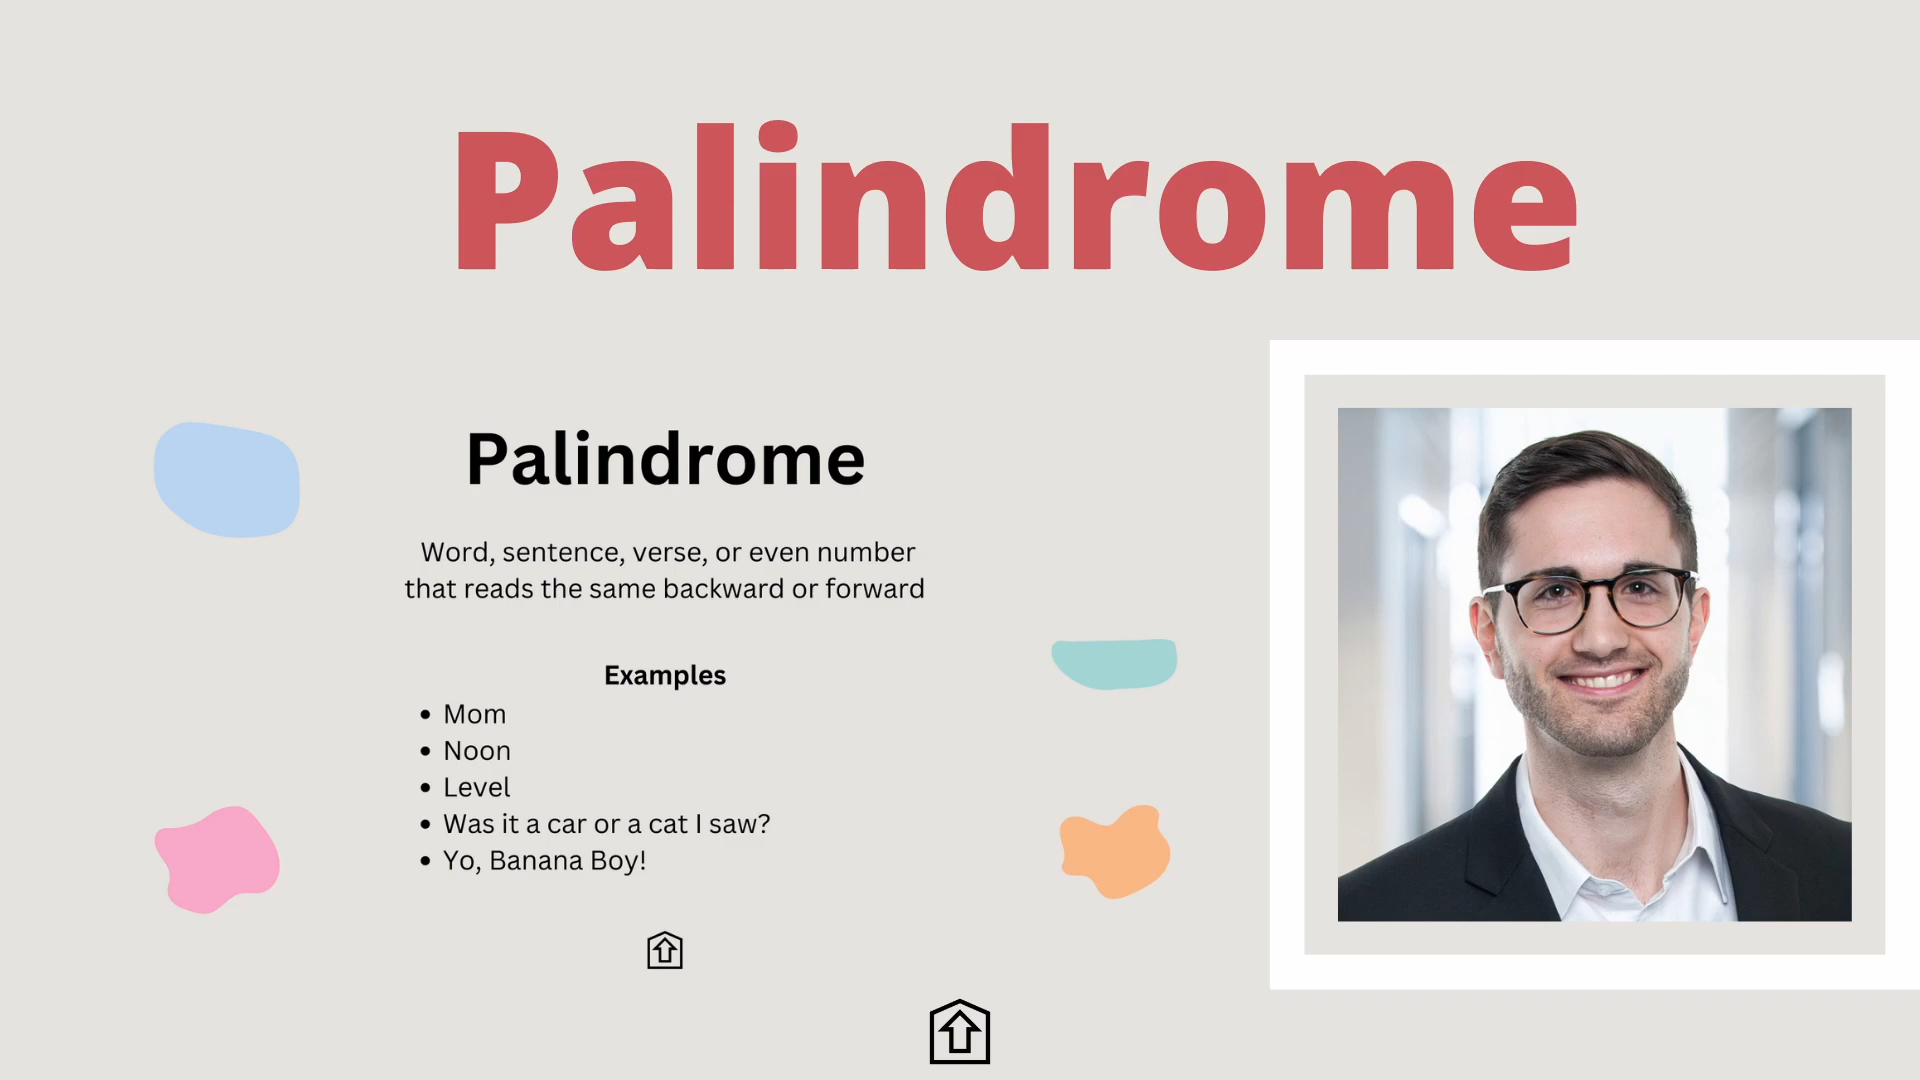 Palindrome
Palindrome
Word, sentence, verse, or even number
that reads the same backward or forward
Examples
• Mom
• Noon
• Level
• Was it a car or a cat I saw?
• Yo, Banana Boy!